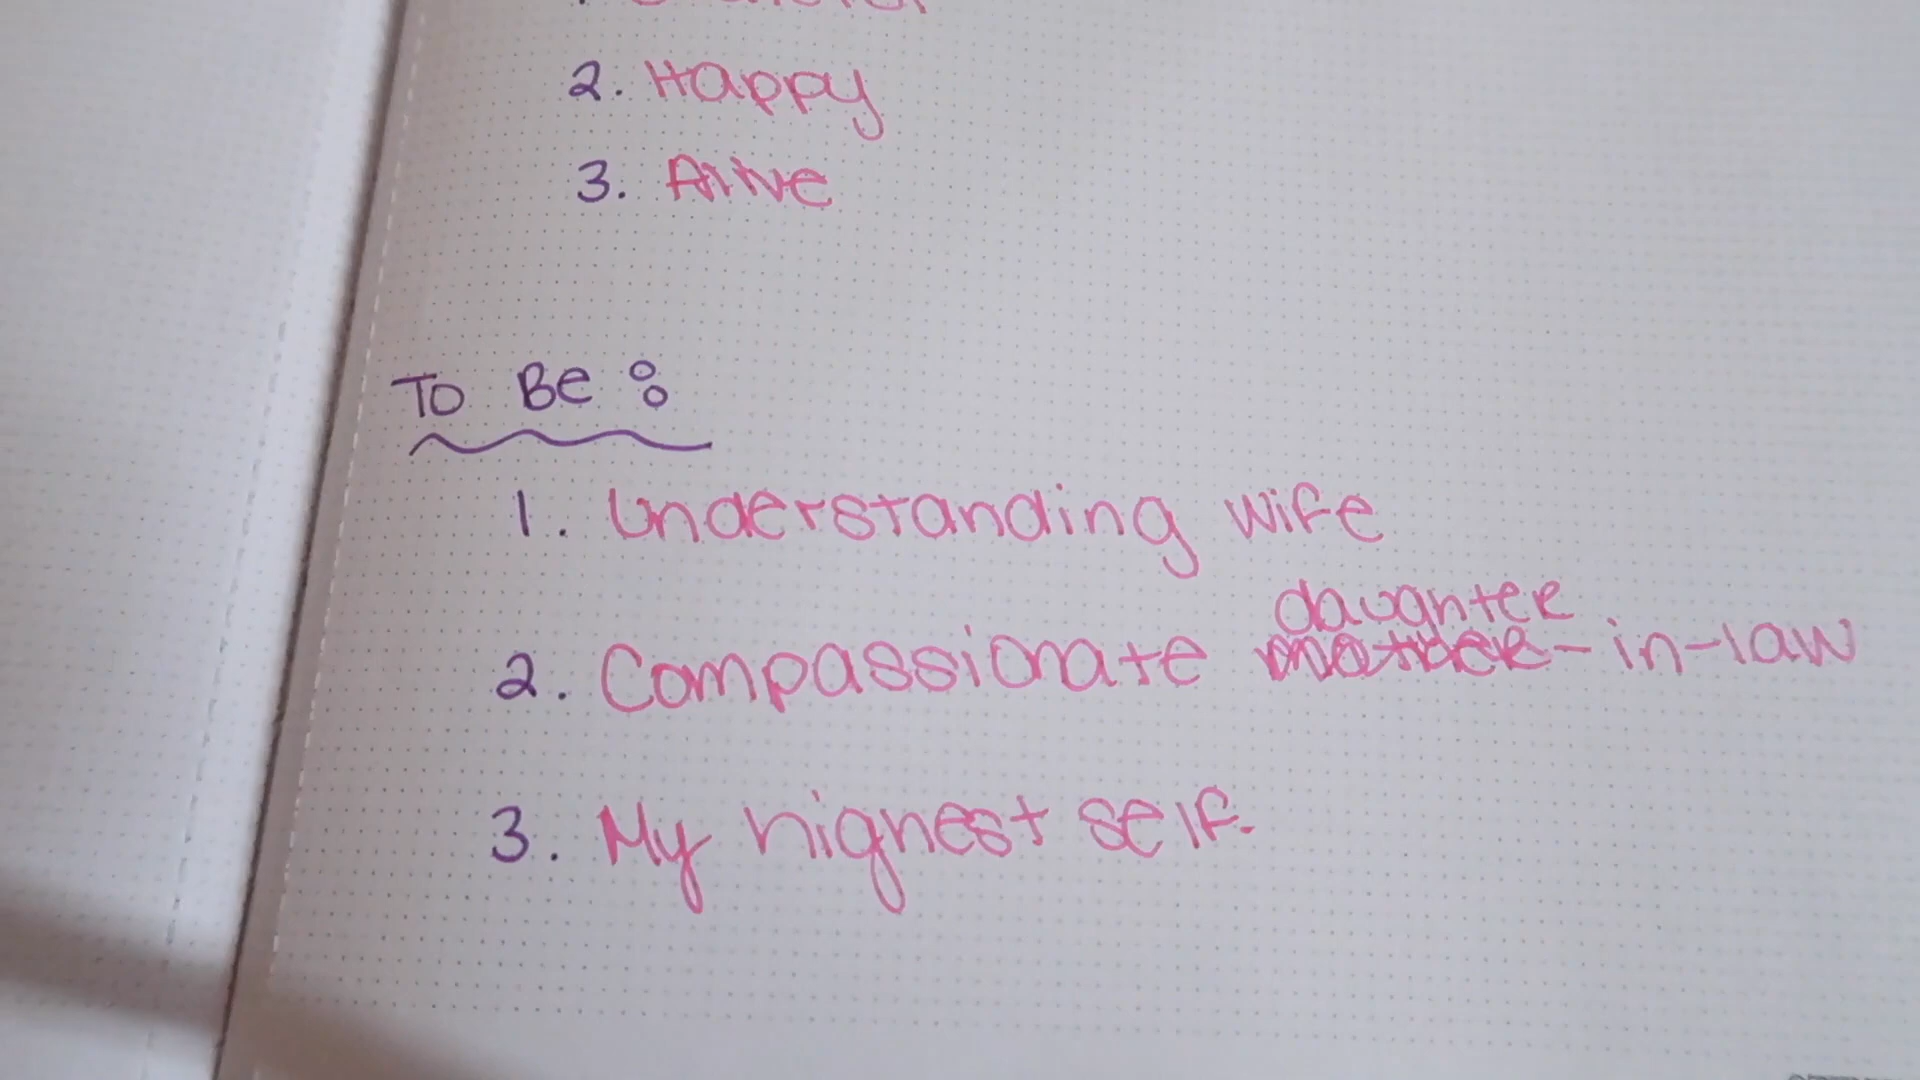 2. Happy
3. Alive
To Be :
1. Understanding wife
daughter
2. Compassionate mother-in-law
3. My highest self.